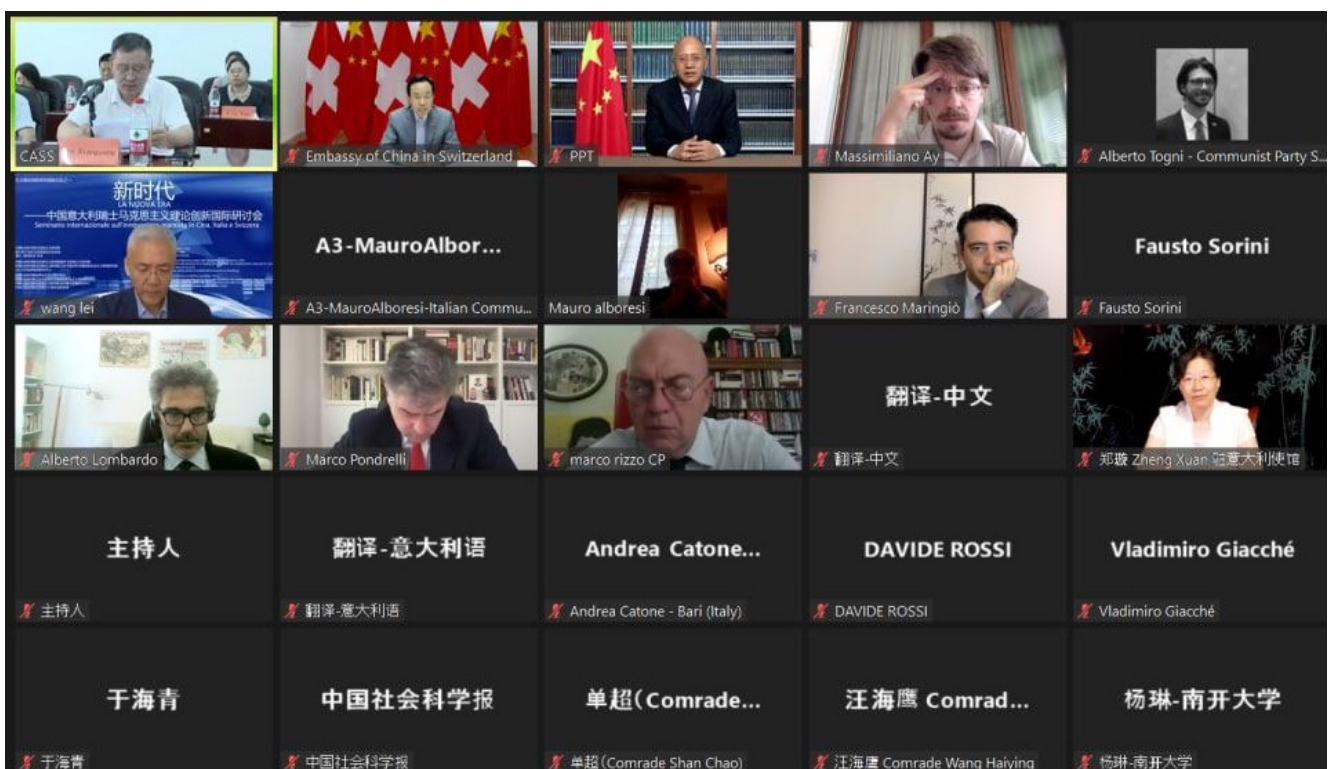 CASS
Embassy of China in Switzerland
PPT
Massimiliano Ay
Alberto Togni - Communist Party S...
新时代
LA NUOVA ERA
——中国意大利瑞士马克思主义理论创新国际研讨会
wang lei
A3-MauroAlbor...
A3-MauroAlboresi-Italian Commu...
Mauro alboresi
Francesco Maringiò
Fausto Sorini
Fausto Sorini
Alberto Lombardo
Marco Pondrelli
marco rizzo CP
翻译-中文
翻译-中文
郑璇 Zheng Xuan 驻意大利使馆
主持人
主持人
翻译-意大利语
翻译-意大利语
Andrea Catone...
Andrea Catone - Bari (Italy)
DAVIDE ROSSI
DAVIDE ROSSI
Vladimiro Giacché
Vladimiro Giacché
于海青
于海青
中国社会科学报
中国社会科学报
单超(Comrade...
单超(Comrade Shan Chao)
汪海鹰 Comrad...
汪海鹰 Comrade Wang Haiying
杨琳-南开大学
杨琳-南开大学